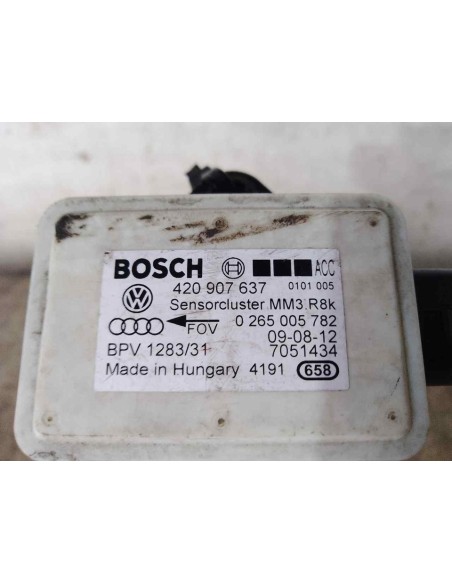 BOSCH ACC
420 907 637 0101 005
Sensorcluster MM3.R8k
FOV 0 265 005 782
09-08-12
BPV 1283/31 7051434
Made in Hungary 4191 658